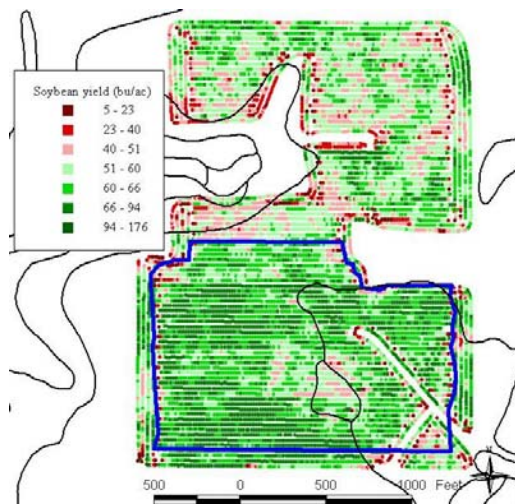 Soybean yield (bu/ac)
5 - 23
23 - 40
40 - 51
51 - 60
60 - 66
66 - 94
94 - 176
500 0 500 1000 Feet